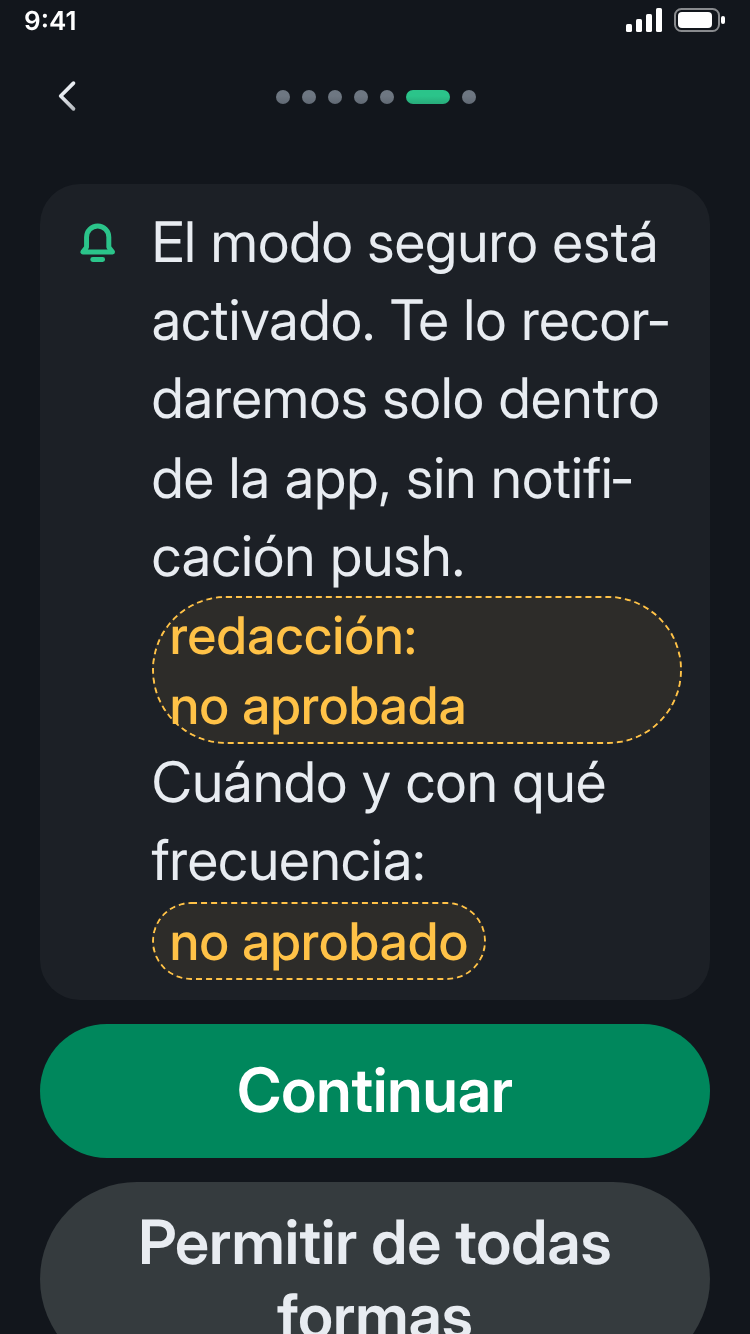 9:41
El modo seguro está
activado. Te lo recor-
daremos solo dentro
de la app, sin notifi-
cación push.
redacción:
no aprobada
Cuándo y con qué
frecuencia:
no aprobado
Continuar
Permitir de todas
formas